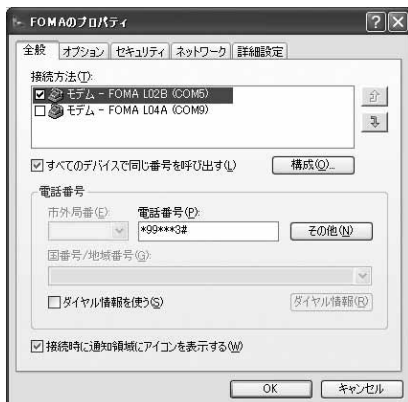 FOMAのプロパティ
全般 オプション セキュリティ ネットワーク 詳細設定
接続方法(T):
モデム - FOMA L02B (COM5)
モデム - FOMA L04A (COM9)
すべてのデバイスで同じ番号を呼び出す(L) 構成(O)...
電話番号
市外局番(E): 電話番号(P):
*99***3# その他(N)
国番号/地域番号(G):
ダイヤル情報を使う(S) ダイヤル情報(R)
接続時に通知領域にアイコンを表示する(W)
OK キャンセル